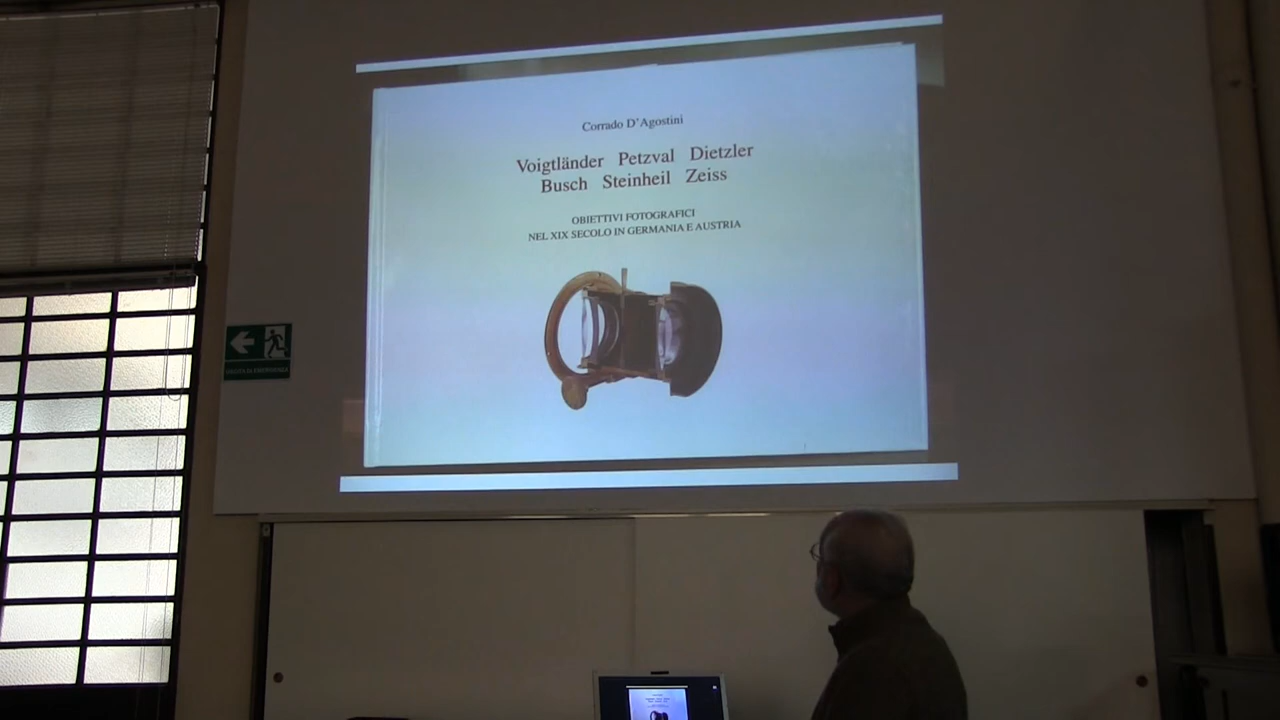 Corrado D'Agostini
Voigtländer Petzval Dietzler
Busch Steinheil Zeiss
OBIETTIVI FOTOGRAFICI
NEL XIX SECOLO IN GERMANIA E AUSTRIA